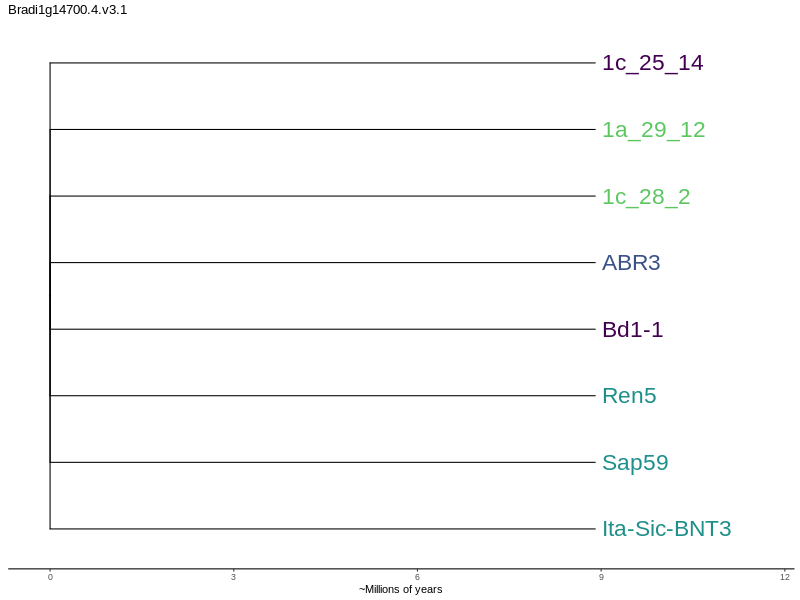 Bradi1g14700.4.v3.1
1c_25_14
1a_29_12
1c_28_2
ABR3
Bd1-1
Ren5
Sap59
Ita-Sic-BNT3
0 3 6 9 12
~Millions of years